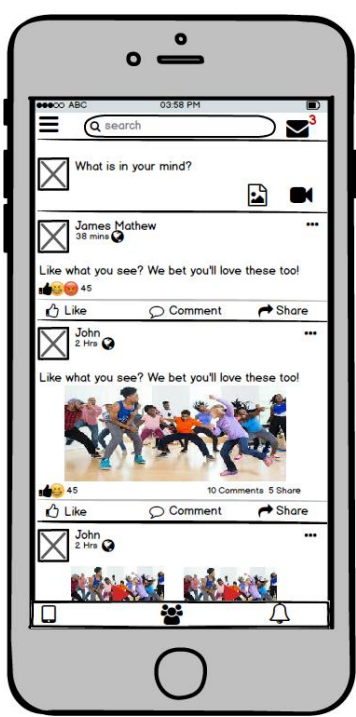 ABC 03:58 PM
search 3
What is in your mind?
James Mathew
38 mins
Like what you see? We bet you'll love these too!
45
Like Comment Share
John
2 Hrs
Like what you see? We bet you'll love these too!
45 10 Comments 5 Share
Like Comment Share
John
2 Hrs